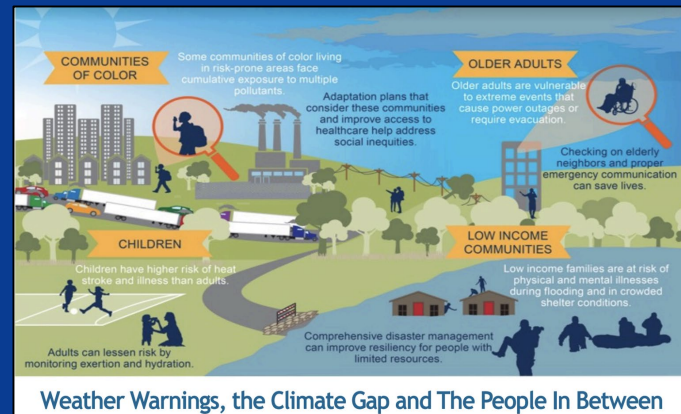 COMMUNITIES
OF COLOR
Some communities of color living
in risk-prone areas face
cumulative exposure to multiple
pollutants.
Adaptation plans that
consider these communities
and improve access to
healthcare help address
social inequities.
OLDER ADULTS
Older adults are vulnerable
to extreme events that
cause power outages or
require evacuation.
Checking on elderly
neighbors and proper
emergency communication
can save lives.
CHILDREN
Children have higher risk of heat
stroke and illness than adults.
Adults can lessen risk by
monitoring exertion and hydration.
LOW INCOME
COMMUNITIES
Low income families are at risk of
physical and mental illnesses
during flooding and in crowded
shelter conditions.
Comprehensive disaster management
can improve resiliency for people with
limited resources.
Weather Warnings, the Climate Gap and The People In Between